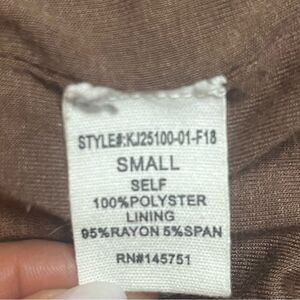 STYLE#:KJ25100-01-F18
SMALL
SELF
100%POLYSTER
LINING
95%RAYON 5%SPAN
RN#145751